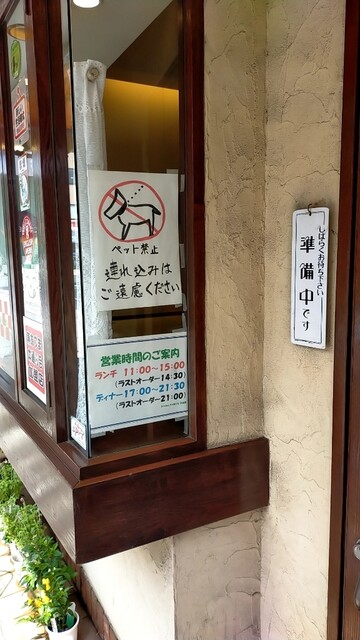 ペット禁止
連れ込みは
ご遠慮ください
営業時間のご案内
ランチ 11:00～15:00
(ラストオーダー14:30)
ディナー17:00～21:30
(ラストオーダー21:00)
しばらくお待ち下さい
準備中です